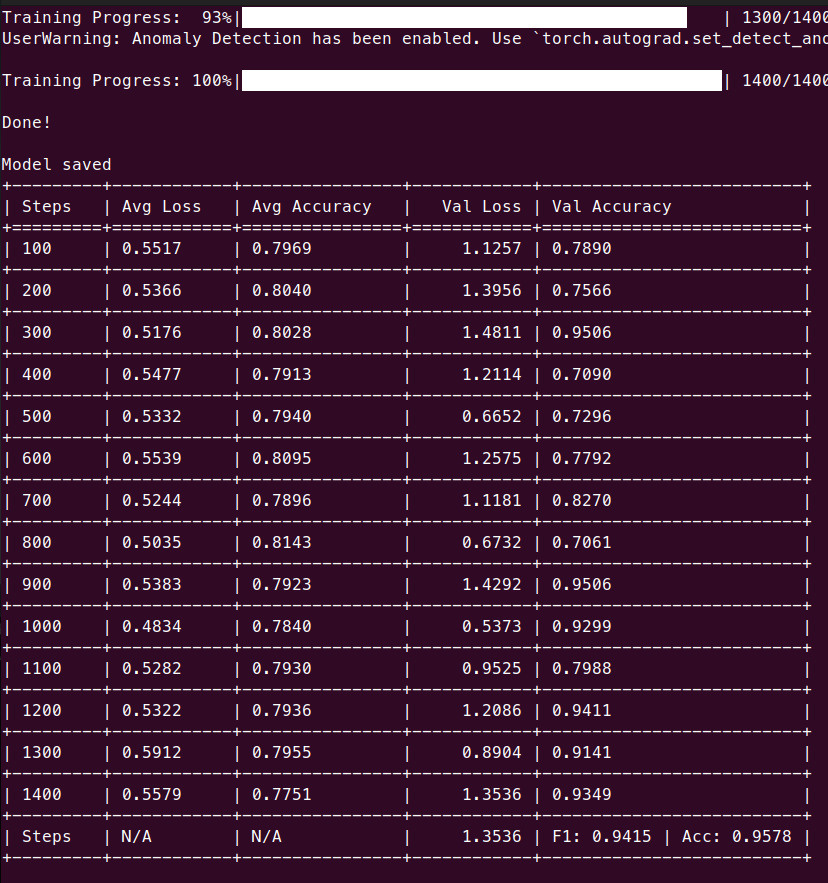 Training Progress:  93%|          | 1300/1400
UserWarning: Anomaly Detection has been enabled. Use `torch.autograd.set_detect_ano
Training Progress: 100%|          | 1400/1400
Done!
Model saved
+---------+------------+----------------+------------+--------------------------+
| Steps   | Avg Loss   | Avg Accuracy   |   Val Loss | Val Accuracy             |
+=========+============+================+============+==========================+
| 100     | 0.5517     | 0.7969         |     1.1257 | 0.7890                   |
+---------+------------+----------------+------------+--------------------------+
| 200     | 0.5366     | 0.8040         |     1.3956 | 0.7566                   |
+---------+------------+----------------+------------+--------------------------+
| 300     | 0.5176     | 0.8028         |     1.4811 | 0.9506                   |
+---------+------------+----------------+------------+--------------------------+
| 400     | 0.5477     | 0.7913         |     1.2114 | 0.7090                   |
+---------+------------+----------------+------------+--------------------------+
| 500     | 0.5332     | 0.7940         |     0.6652 | 0.7296                   |
+---------+------------+----------------+------------+--------------------------+
| 600     | 0.5539     | 0.8095         |     1.2575 | 0.7792                   |
+---------+------------+----------------+------------+--------------------------+
| 700     | 0.5244     | 0.7896         |     1.1181 | 0.8270                   |
+---------+------------+----------------+------------+--------------------------+
| 800     | 0.5035     | 0.8143         |     0.6732 | 0.7061                   |
+---------+------------+----------------+------------+--------------------------+
| 900     | 0.5383     | 0.7923         |     1.4292 | 0.9506                   |
+---------+------------+----------------+------------+--------------------------+
| 1000    | 0.4834     | 0.7840         |     0.5373 | 0.9299                   |
+---------+------------+----------------+------------+--------------------------+
| 1100    | 0.5282     | 0.7930         |     0.9525 | 0.7988                   |
+---------+------------+----------------+------------+--------------------------+
| 1200    | 0.5322     | 0.7936         |     1.2086 | 0.9411                   |
+---------+------------+----------------+------------+--------------------------+
| 1300    | 0.5912     | 0.7955         |     0.8904 | 0.9141                   |
+---------+------------+----------------+------------+--------------------------+
| 1400    | 0.5579     | 0.7751         |     1.3536 | 0.9349                   |
+---------+------------+----------------+------------+--------------------------+
| Steps   | N/A        | N/A            |     1.3536 | F1: 0.9415 | Acc: 0.9578 |
+---------+------------+----------------+------------+--------------------------+